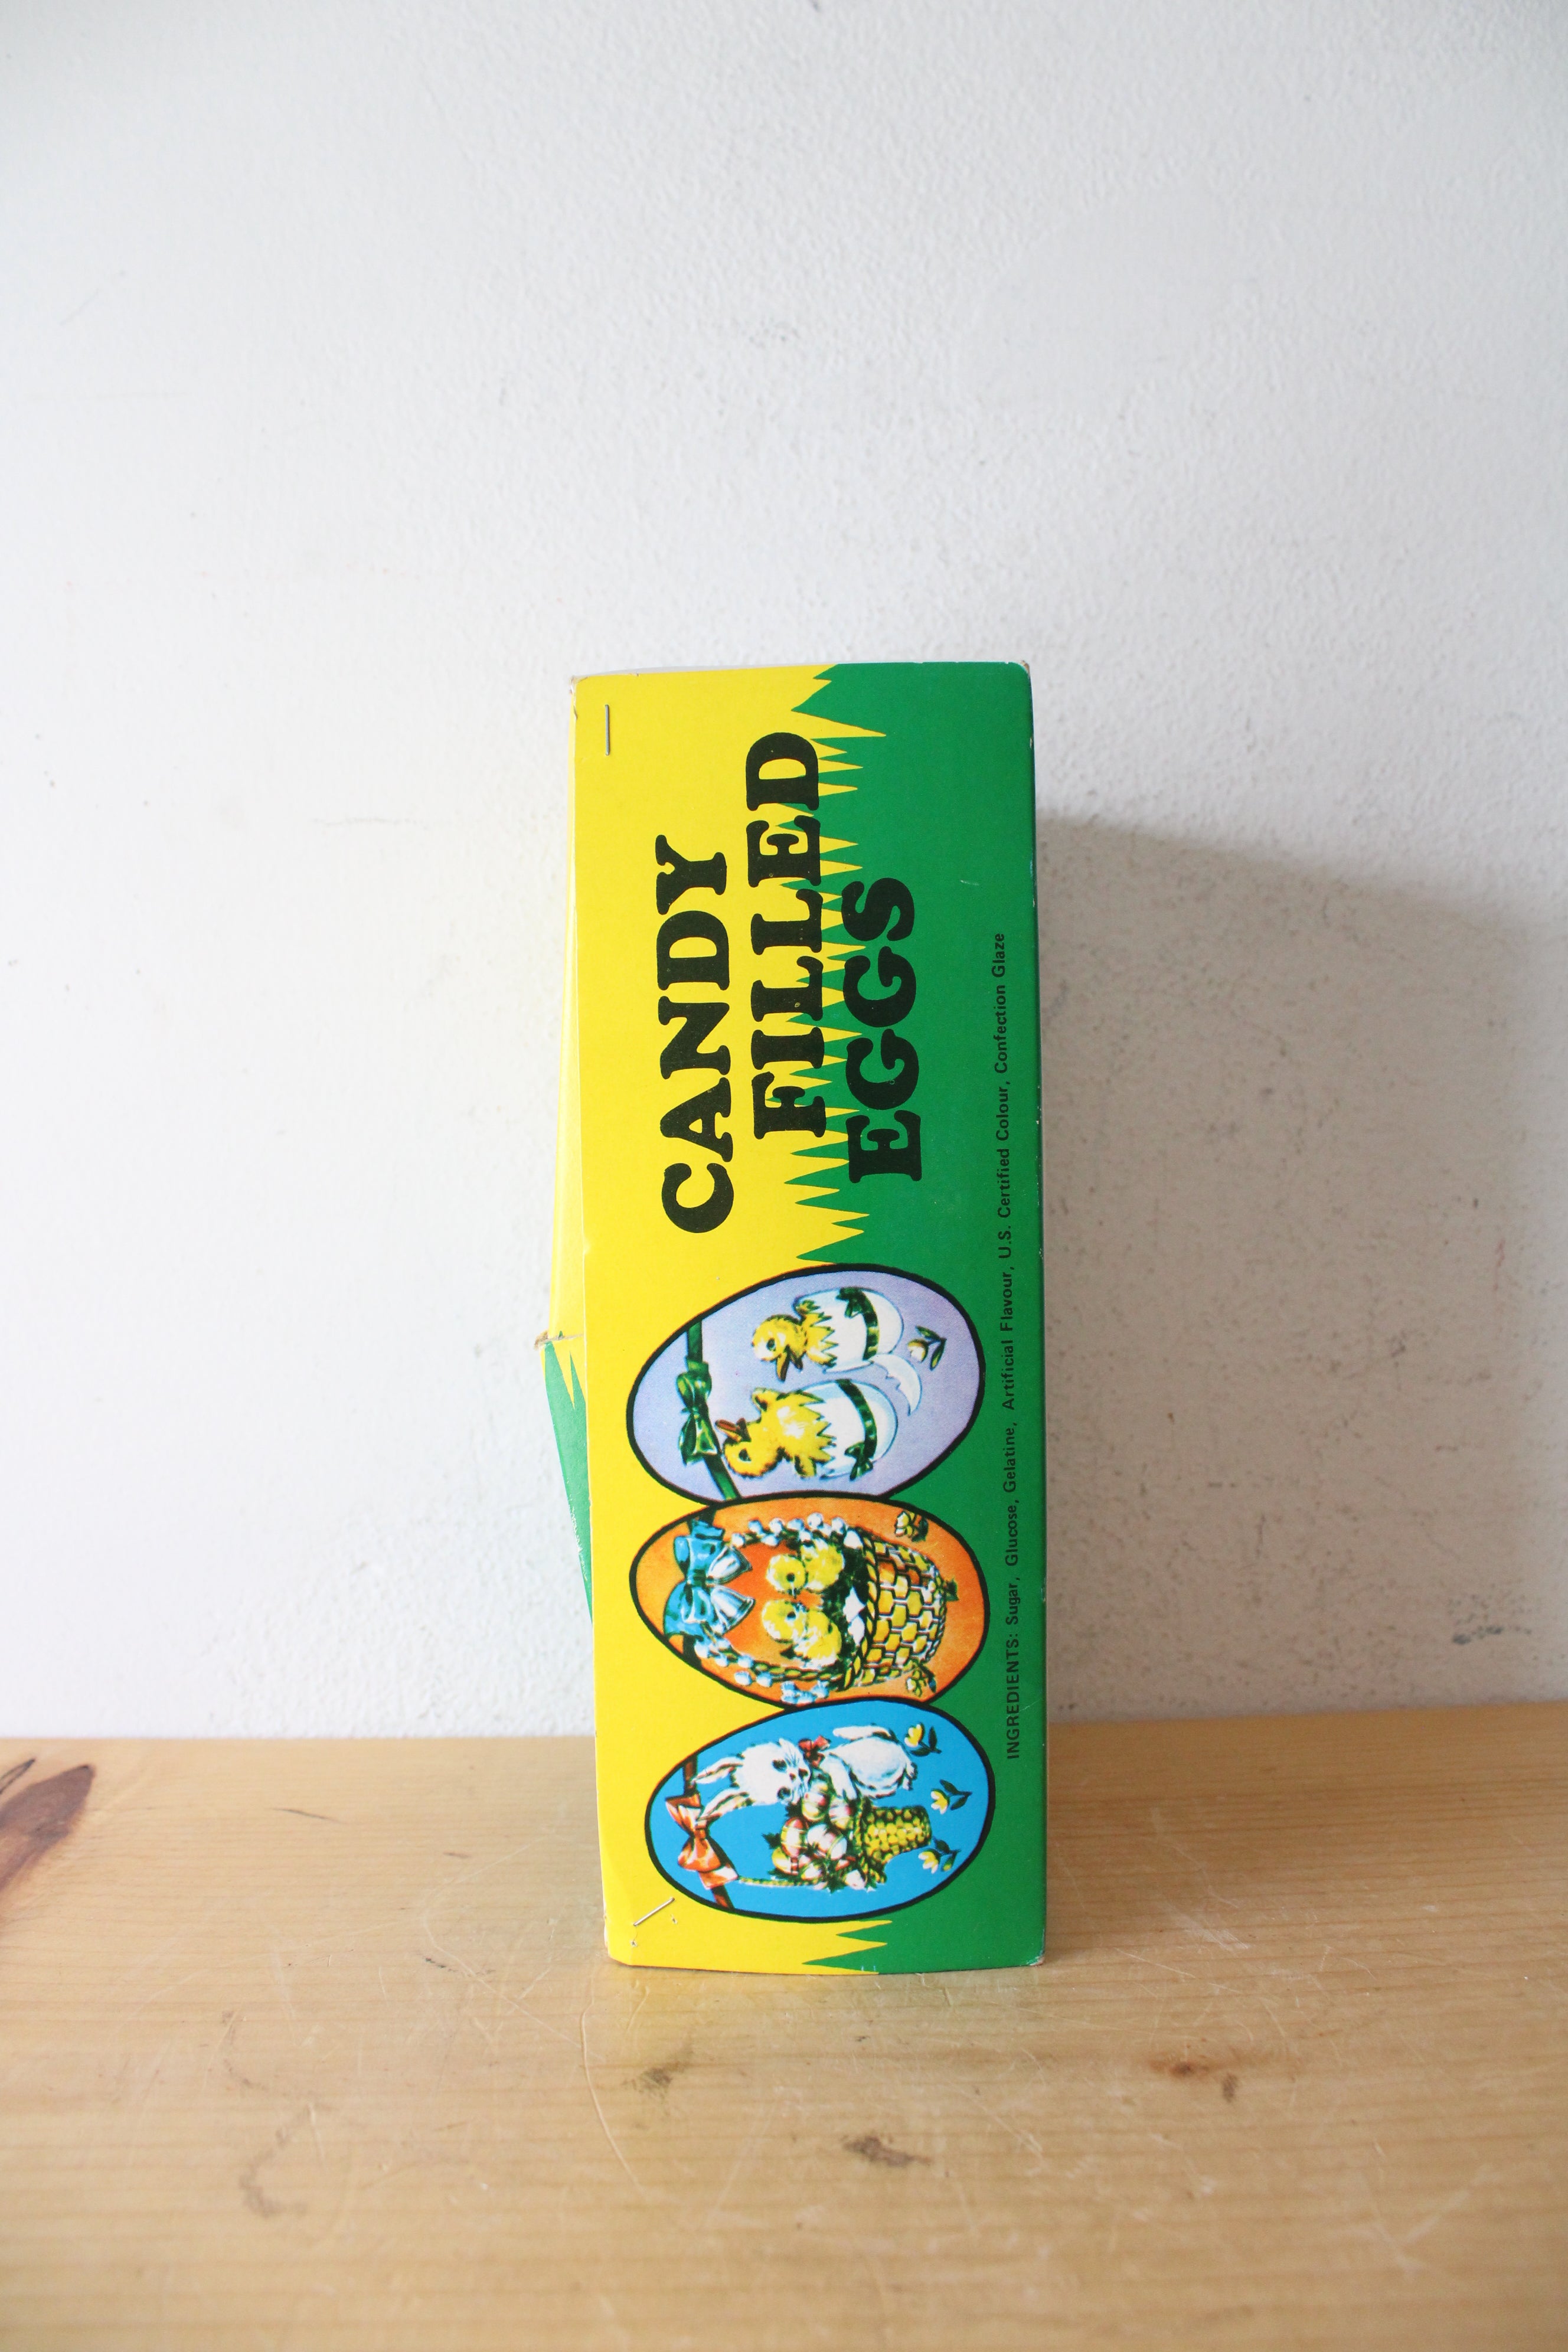 CANDY
FILLED
EGGS
INGREDIENTS: Sugar, Glucose, Gelatine, Artificial Flavour, U.S. Certified Colour, Confection Glaze